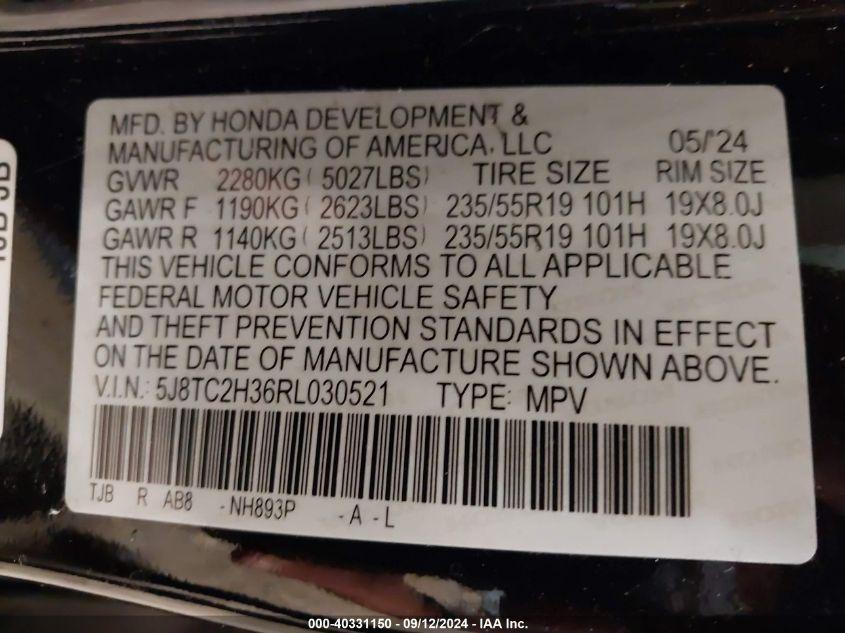 MFD. BY HONDA DEVELOPMENT &
MANUFACTURING OF AMERICA, LLC 05/'24
GVWR 2280KG (5027LBS) TIRE SIZE RIM SIZE
GAWR F 1190KG (2623LBS) 235/55R19 101H 19X8.0J
GAWR R 1140KG (2513LBS) 235/55R19 101H 19X8.0J
THIS VEHICLE CONFORMS TO ALL APPLICABLE
FEDERAL MOTOR VEHICLE SAFETY
AND THEFT PREVENTION STANDARDS IN EFFECT
ON THE DATE OF MANUFACTURE SHOWN ABOVE.
V.I.N.: 5J8TC2H36RL030521 TYPE: MPV
TJB R AB8 -NH893P -A -L
000-40331150 - 09/12/2024 - IAA Inc.